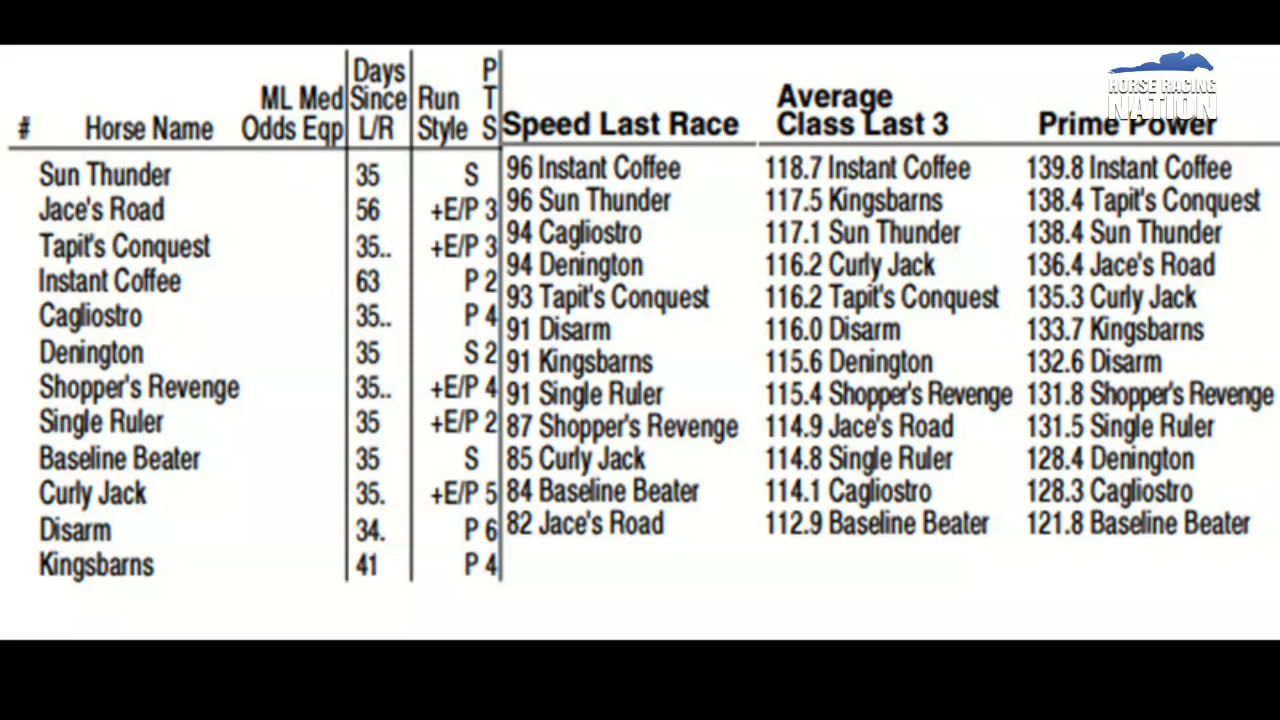 HORSE RACING
NATION
# Horse Name ML Odds Med Eqp Days Since L/R Run Style P T S Speed Last Race Average Class Last 3 Prime Power
Sun Thunder 35 S 96 Instant Coffee 118.7 Instant Coffee 139.8 Instant Coffee
Jace's Road 56 +E/P 3 96 Sun Thunder 117.5 Kingsbarns 138.4 Tapit's Conquest
Tapit's Conquest 35.. +E/P 3 94 Cagliostro 117.1 Sun Thunder 138.4 Sun Thunder
Instant Coffee 63 P 2 94 Denington 116.2 Curly Jack 136.4 Jace's Road
Cagliostro 35.. P 4 93 Tapit's Conquest 116.2 Tapit's Conquest 135.3 Curly Jack
Denington 35 S 2 91 Disarm 116.0 Disarm 133.7 Kingsbarns
Shopper's Revenge 35.. +E/P 4 91 Kingsbarns 115.6 Denington 132.6 Disarm
Single Ruler 35 +E/P 2 91 Single Ruler 115.4 Shopper's Revenge 131.8 Shopper's Revenge
Baseline Beater 35 S 87 Shopper's Revenge 114.9 Jace's Road 131.5 Single Ruler
Curly Jack 35. +E/P 5 85 Curly Jack 114.8 Single Ruler 128.4 Denington
Disarm 34. P 6 84 Baseline Beater 114.1 Cagliostro 128.3 Cagliostro
Kingsbarns 41 P 4 82 Jace's Road 112.9 Baseline Beater 121.8 Baseline Beater